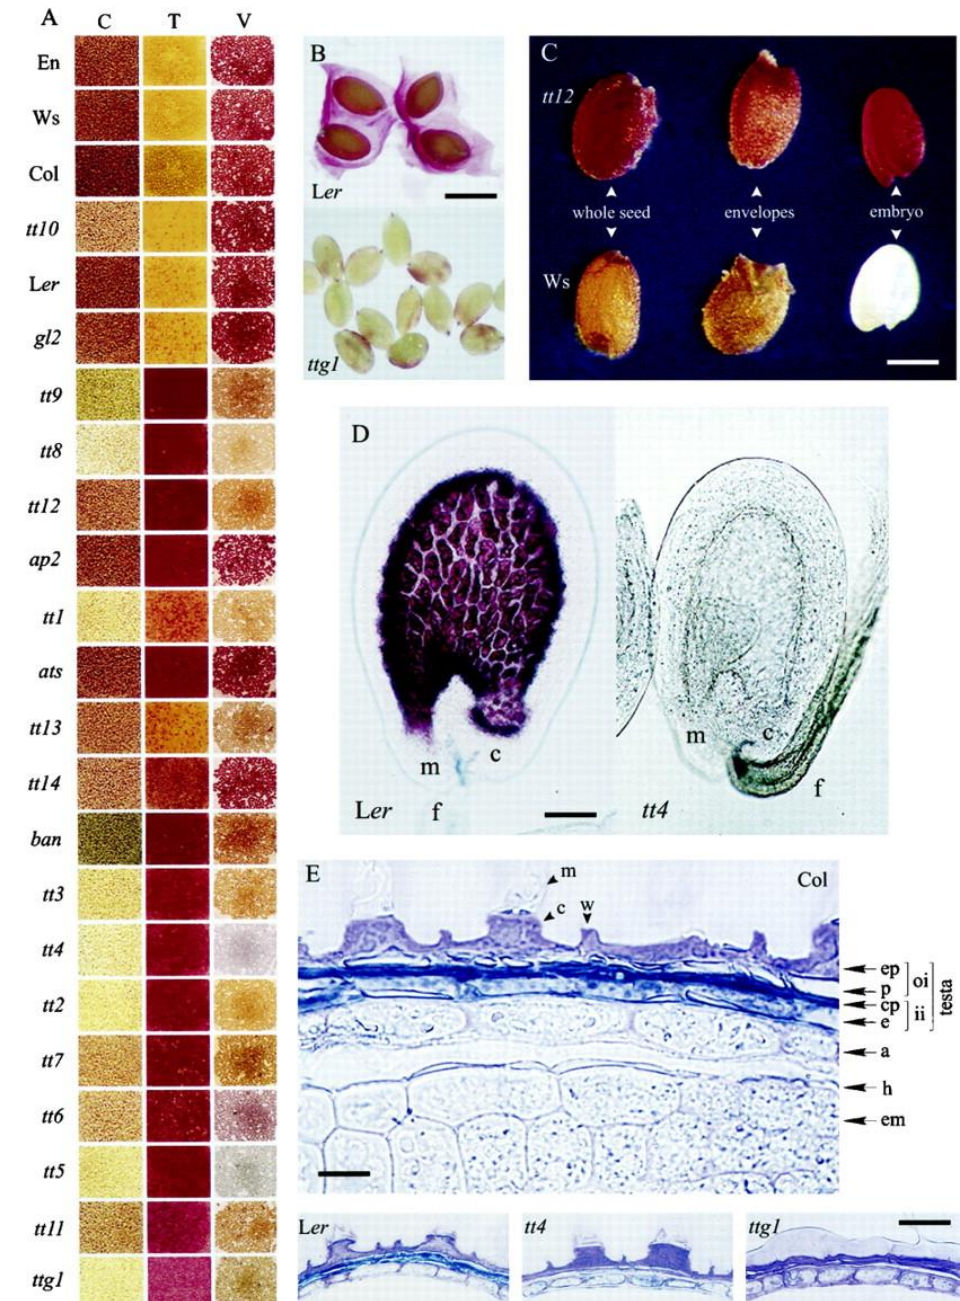 A
C T V
En
Ws
Col
tt10
Ler
gl2
tt9
tt8
tt12
ap2
tt1
ats
tt13
tt14
ban
tt3
tt4
tt2
tt7
tt6
tt5
tt11
ttg1
B
Ler
ttg1
C
tt12
whole seed envelopes embryo
Ws
D
m c
f
Ler
m c
f
tt4
E
Col
m
c w
ep
p
oi
cp
e
ii
testa
a
h
em
Ler
tt4
ttg1